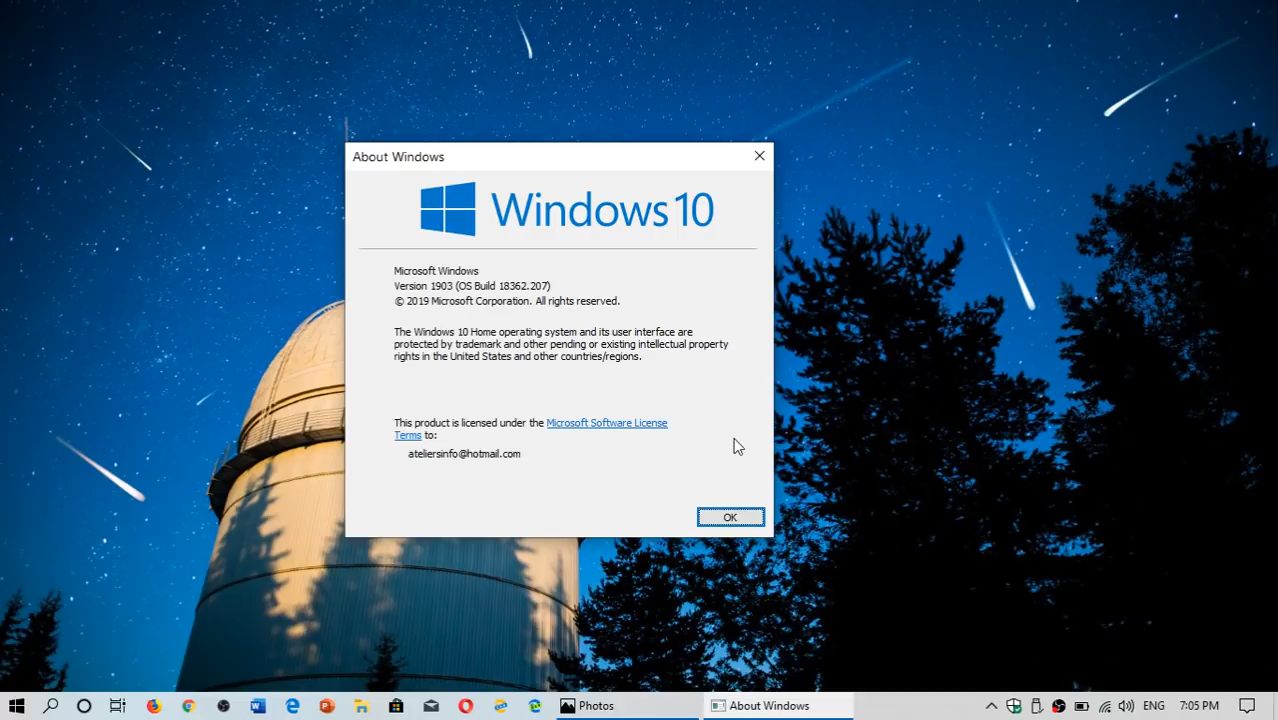 About Windows
Windows 10
Microsoft Windows
Version 1903 (OS Build 18362.207)
© 2019 Microsoft Corporation. All rights reserved.
The Windows 10 Home operating system and its user interface are
protected by trademark and other pending or existing intellectual property
rights in the United States and other countries/regions.
This product is licensed under the Microsoft Software License
Terms to:
ateliersinfo@hotmail.com
OK
Photos
About Windows
ENG
7:05 PM